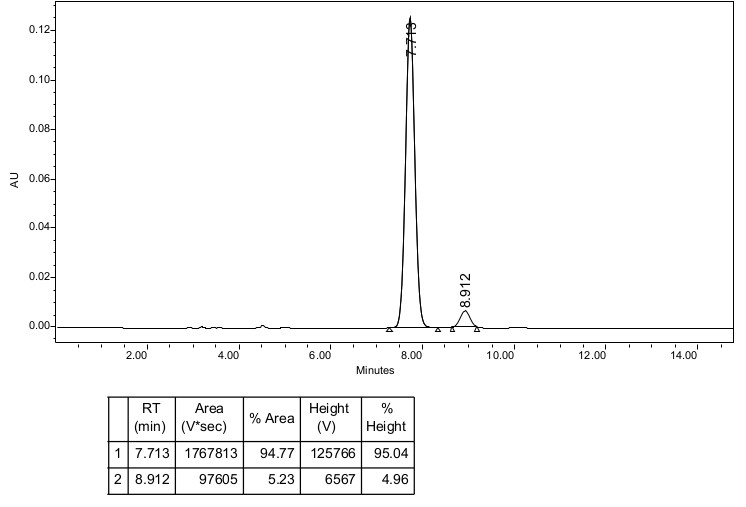 0.12
0.10
0.08
0.06
0.04
0.02
0.00
AU
7.713
8.912
2.00 4.00 6.00 8.00 10.00 12.00 14.00
Minutes
RT (min) Area (V*sec) % Area Height (V) % Height
1 7.713 1767813 94.77 125766 95.04
2 8.912 97605 5.23 6567 4.96